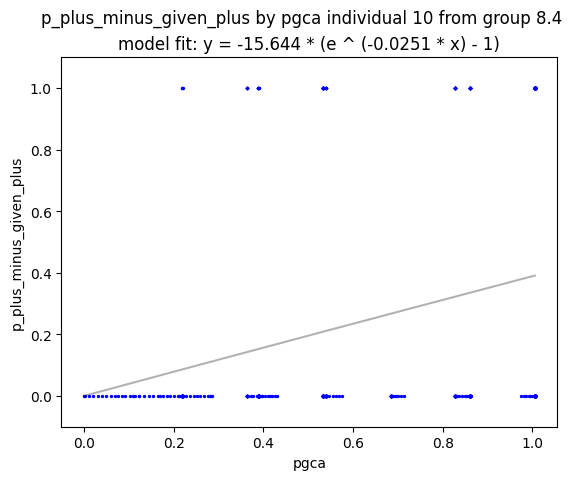 p_plus_minus_given_plus by pgca individual 10 from group 8.4
model fit: y = -15.644 * (e ^ (-0.0251 * x) - 1)
1.0
0.8
0.6
0.4
0.2
0.0
p_plus_minus_given_plus
0.0 0.2 0.4 0.6 0.8 1.0
pgca